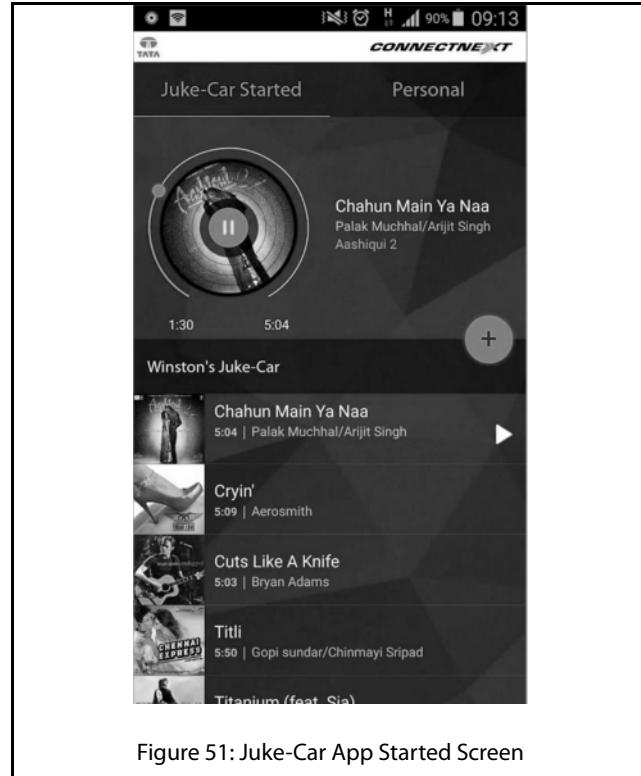 H 90% 09:13
TATA CONNECTNEXT
Juke-Car Started Personal
Chahun Main Ya Naa
Palak Muchhal/Arijit Singh
Aashiqui 2
1:30 5:04
+
Winston's Juke-Car
Chahun Main Ya Naa
5:04 | Palak Muchhal/Arijit Singh
Cryin'
5:09 | Aerosmith
Cuts Like A Knife
5:03 | Bryan Adams
CHENNAI EXPRESS
Titli
5:50 | Gopi sundar/Chinmayi Sripad
Titanium (feat. Sia)
Figure 51: Juke-Car App Started Screen